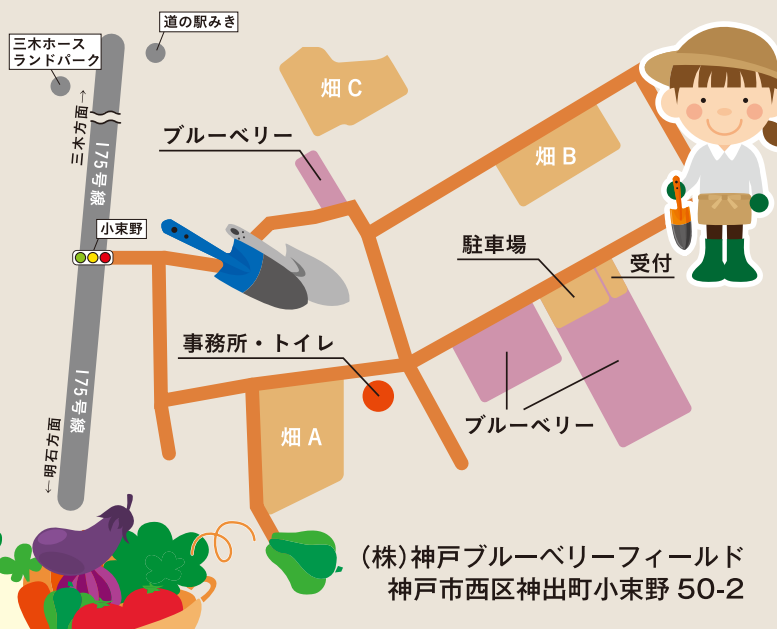 道の駅みき
三木ホース
ランドパーク
三木方面→
175号線
畑 C
ブルーベリー
畑 B
小束野
駐車場
受付
事務所・トイレ
175号線
←明石方面
畑 A
ブルーベリー
(株)神戸ブルーベリーフィールド
神戸市西区神出町小束野 50-2